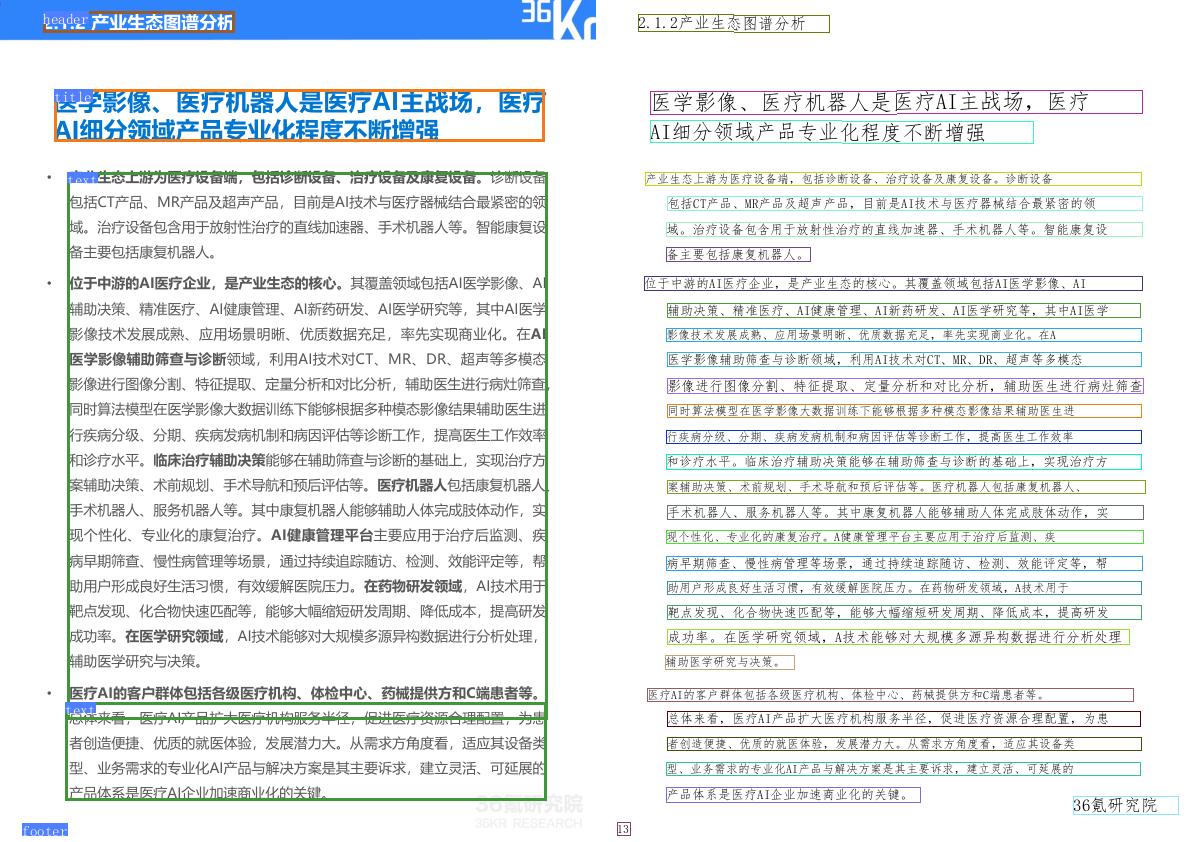 header
2.1.2 产业生态图谱分析
36Kr
title
医学影像、医疗机器人是医疗AI主战场，医疗
AI细分领域产品专业化程度不断增强
text
• 产业生态上游为医疗设备端，包括诊断设备、治疗设备及康复设备。诊断设备
包括CT产品、MR产品及超声产品，目前是AI技术与医疗器械结合最紧密的领
域。治疗设备包含用于放射性治疗的直线加速器、手术机器人等。智能康复设
备主要包括康复机器人。
• 位于中游的AI医疗企业，是产业生态的核心。其覆盖领域包括AI医学影像、AI
辅助决策、精准医疗、AI健康管理、AI新药研发、AI医学研究等，其中AI医学
影像技术发展成熟、应用场景明晰、优质数据充足，率先实现商业化。在AI
医学影像辅助筛查与诊断领域，利用AI技术对CT、MR、DR、超声等多模态
影像进行图像分割、特征提取、定量分析和对比分析，辅助医生进行病灶筛查，
同时算法模型在医学影像大数据训练下能够根据多种模态影像结果辅助医生进
行疾病分级、分期、疾病发病机制和病因评估等诊断工作，提高医生工作效率
和诊疗水平。临床治疗辅助决策能够在辅助筛查与诊断的基础上，实现治疗方
案辅助决策、术前规划、手术导航和预后评估等。医疗机器人包括康复机器人、
手术机器人、服务机器人等。其中康复机器人能够辅助人体完成肢体动作，实
现个性化、专业化的康复治疗。AI健康管理平台主要应用于治疗后监测、疾
病早期筛查、慢性病管理等场景，通过持续追踪随访、检测、效能评定等，帮
助用户形成良好生活习惯，有效缓解医院压力。在药物研发领域，AI技术用于
靶点发现、化合物快速匹配等，能够大幅缩短研发周期、降低成本，提高研发
成功率。在医学研究领域，AI技术能够对大规模多源异构数据进行分析处理，
辅助医学研究与决策。
• 医疗AI的客户群体包括各级医疗机构、体检中心、药械提供方和C端患者等。
text
总体来看，医疗AI产品扩大医疗机构服务半径，促进医疗资源合理配置，为患
者创造便捷、优质的就医体验，发展潜力大。从需求方角度看，适应其设备类
型、业务需求的专业化AI产品与解决方案是其主要诉求，建立灵活、可延展的
产品体系是医疗AI企业加速商业化的关键。
36氪研究院
36KR RESEARCH
footer
2.1.2产业生态图谱分析
医学影像、医疗机器人是医疗AI主战场，医疗
AI细分领域产品专业化程度不断增强
产业生态上游为医疗设备端，包括诊断设备、治疗设备及康复设备。诊断设备
包括CT产品、MR产品及超声产品，目前是AI技术与医疗器械结合最紧密的领
域。治疗设备包含用于放射性治疗的直线加速器、手术机器人等。智能康复设
备主要包括康复机器人。
位于中游的AI医疗企业，是产业生态的核心。其覆盖领域包括AI医学影像、AI
辅助决策、精准医疗、AI健康管理、AI新药研发、AI医学研究等，其中AI医学
影像技术发展成熟、应用场景明晰、优质数据充足，率先实现商业化。在A
医学影像辅助筛查与诊断领域，利用AI技术对CT、MR、DR、超声等多模态
影像进行图像分割、特征提取、定量分析和对比分析，辅助医生进行病灶筛查
同时算法模型在医学影像大数据训练下能够根据多种模态影像结果辅助医生进
行疾病分级、分期、疾病发病机制和病因评估等诊断工作，提高医生工作效率
和诊疗水平。临床治疗辅助决策能够在辅助筛查与诊断的基础上，实现治疗方
案辅助决策、术前规划、手术导航和预后评估等。医疗机器人包括康复机器人、
手术机器人、服务机器人等。其中康复机器人能够辅助人体完成肢体动作，实
现个性化、专业化的康复治疗。A健康管理平台主要应用于治疗后监测、疾
病早期筛查、慢性病管理等场景，通过持续追踪随访、检测、效能评定等，帮
助用户形成良好生活习惯，有效缓解医院压力。在药物研发领域，A技术用于
靶点发现、化合物快速匹配等，能够大幅缩短研发周期、降低成本，提高研发
成功率。在医学研究领域，A技术能够对大规模多源异构数据进行分析处理
辅助医学研究与决策。
医疗AI的客户群体包括各级医疗机构、体检中心、药械提供方和C端患者等。
总体来看，医疗AI产品扩大医疗机构服务半径，促进医疗资源合理配置，为患
者创造便捷、优质的就医体验，发展潜力大。从需求方角度看，适应其设备类
型、业务需求的专业化AI产品与解决方案是其主要诉求，建立灵活、可延展的
产品体系是医疗AI企业加速商业化的关键。
36氪研究院
13